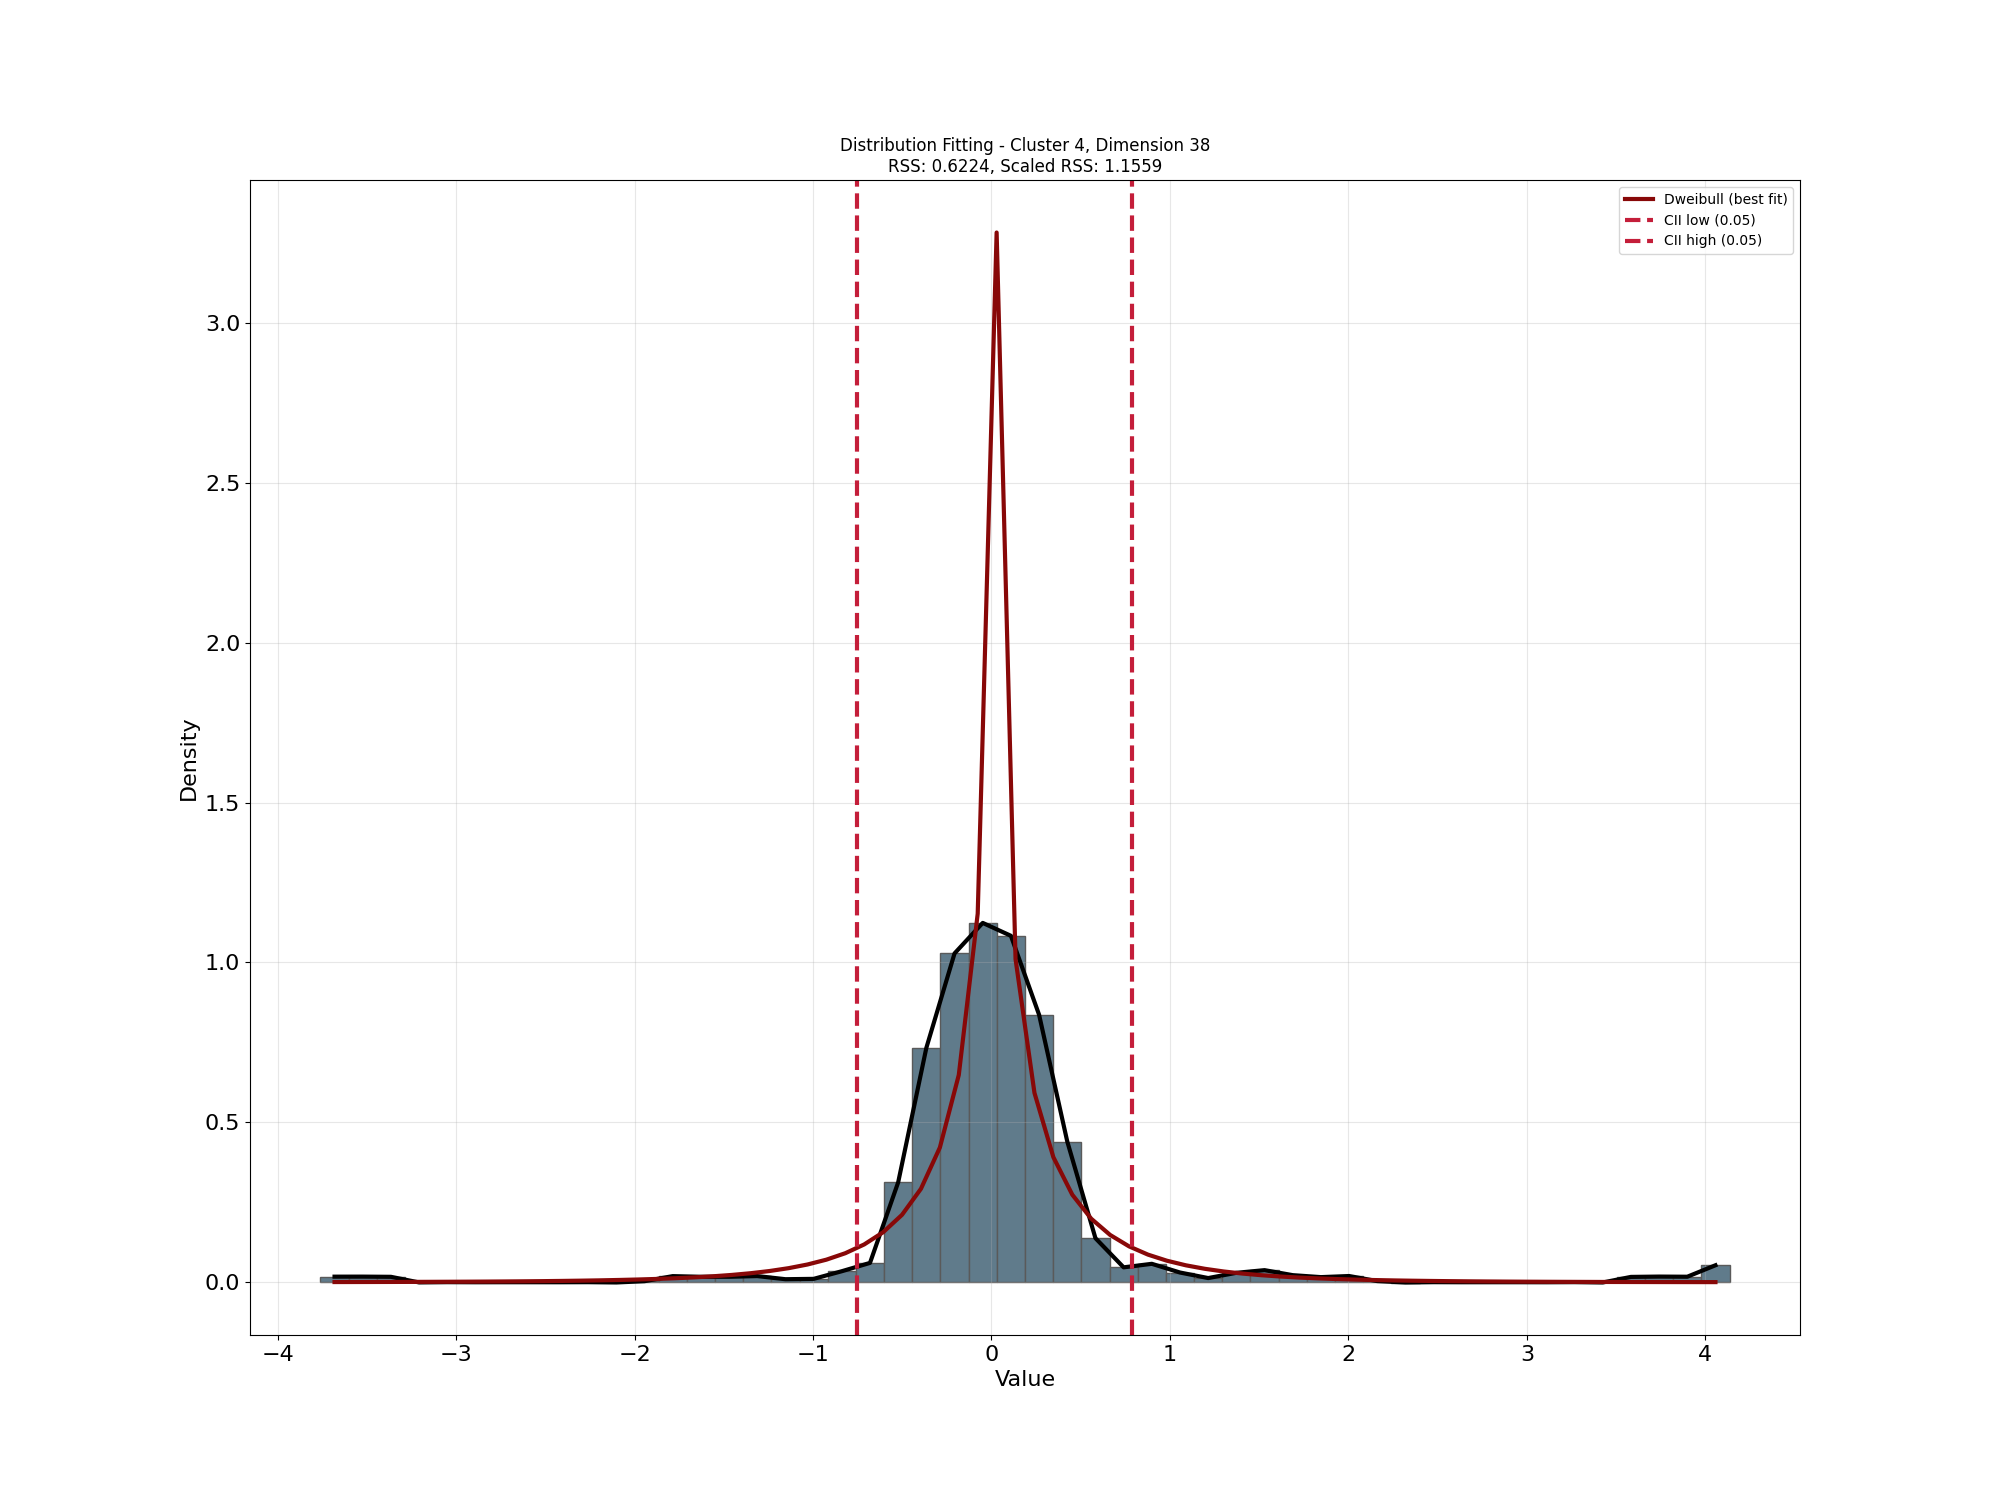 Distribution Fitting - Cluster 4, Dimension 38
RSS: 0.6224, Scaled RSS: 1.1559
Dweibull (best fit)
CII low (0.05)
CII high (0.05)
Density
3.0
2.5
2.0
1.5
1.0
0.5
0.0
−4 −3 −2 −1 0 1 2 3 4
Value